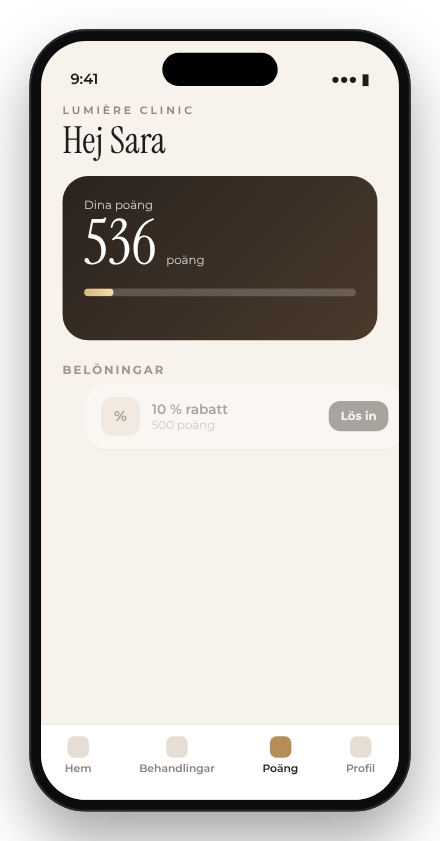 9:41
LUMIÈRE CLINIC
Hej Sara
Dina poäng
536 poäng
BELÖNINGAR
%
10 % rabatt
500 poäng
Lös in
Hem
Behandlingar
Poäng
Profil